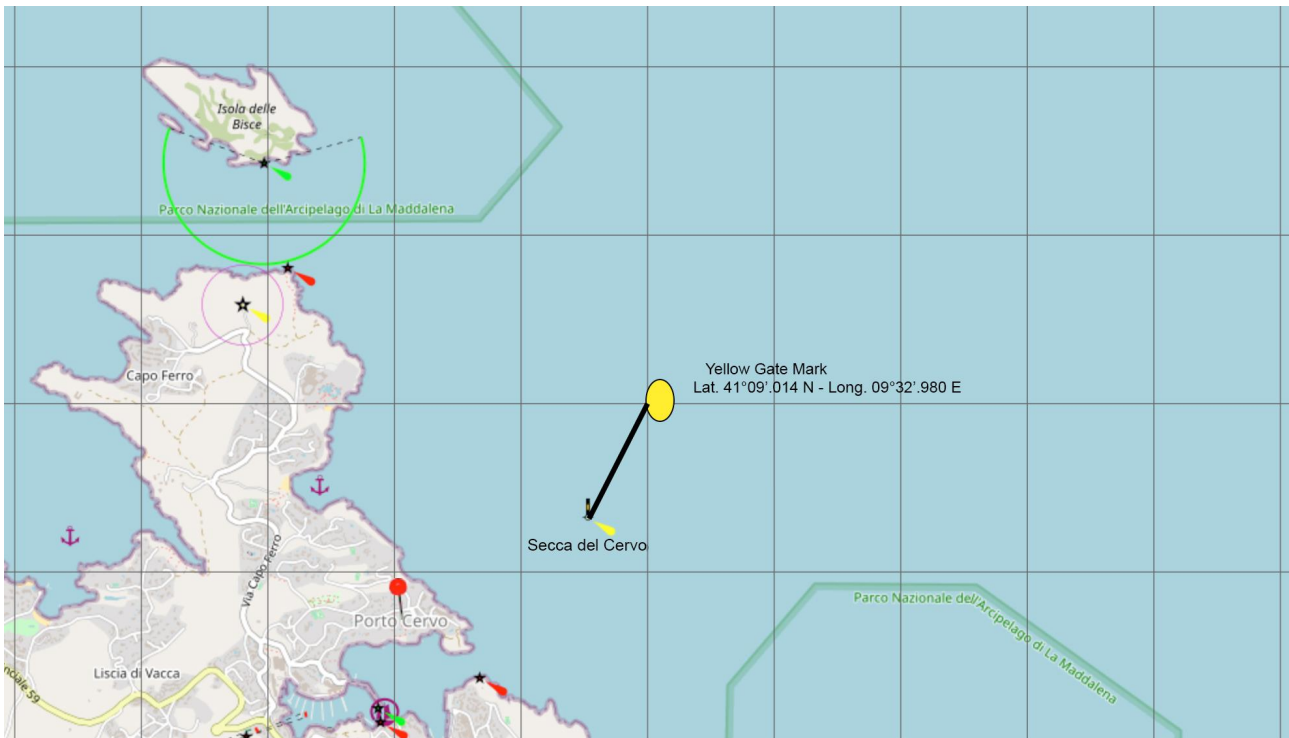 Isola delle
Bisce
Parco Nazionale dell'Arcipelago di La Maddalena
Capo Ferro
Yellow Gate Mark
Lat. 41°09'.014 N - Long. 09°32'.980 E
Secca del Cervo
Via Capo Ferro
Porto Cervo
Parco Nazionale dell'Arcipelago di La Maddalena
Liscia di Vacca
nciale 59